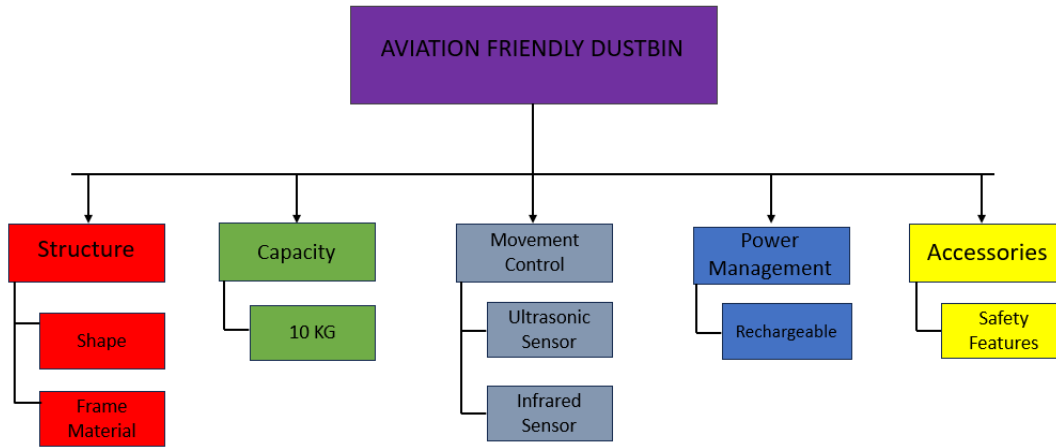 AVIATION FRIENDLY DUSTBIN
Structure
Shape
Frame
Material
Capacity
10 KG
Movement
Control
Ultrasonic
Sensor
Infrared
Sensor
Power
Management
Rechargeable
Accessories
Safety
Features